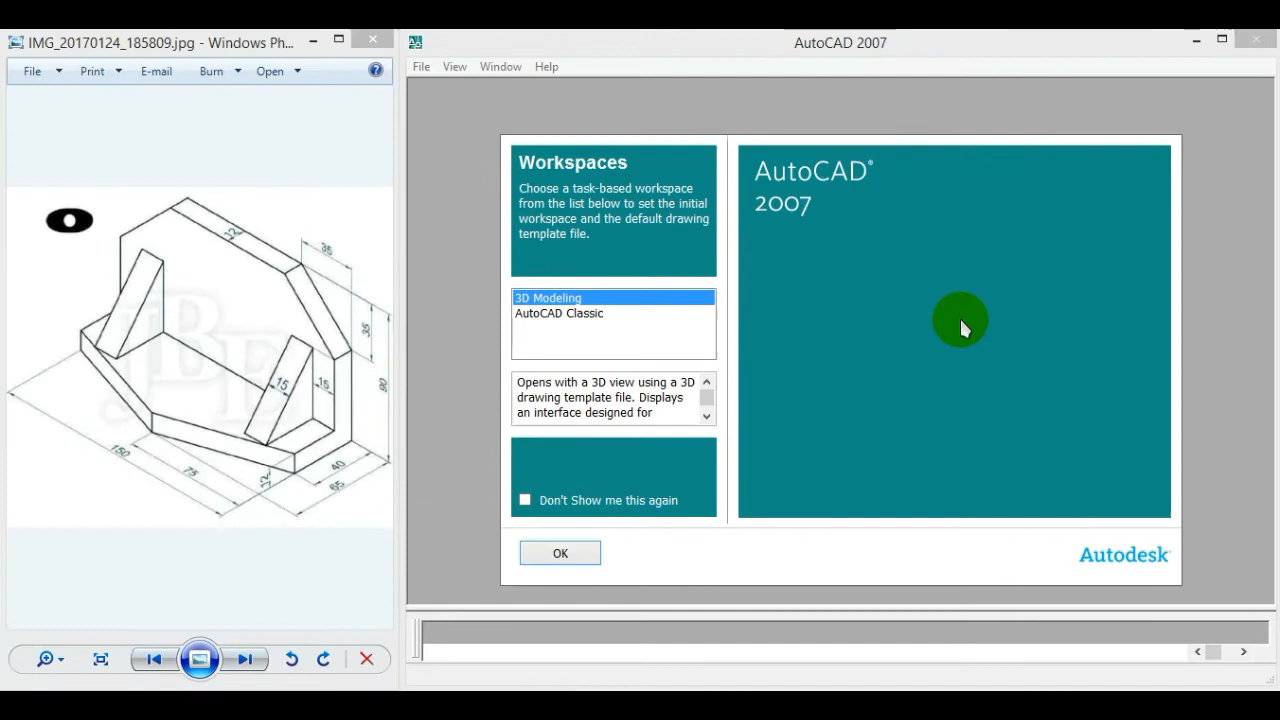 IMG_20170124_185809.jpg - Windows Ph...
File Print E-mail Burn Open
12
35
35
90
15
15
150
75
12
40
65
JBE
AutoCAD 2007
File View Window Help
Workspaces
Choose a task-based workspace
from the list below to set the initial
workspace and the default drawing
template file.
3D Modeling
AutoCAD Classic
Opens with a 3D view using a 3D
drawing template file. Displays
an interface designed for
Don't Show me this again
OK
AutoCAD®
2007
Autodesk